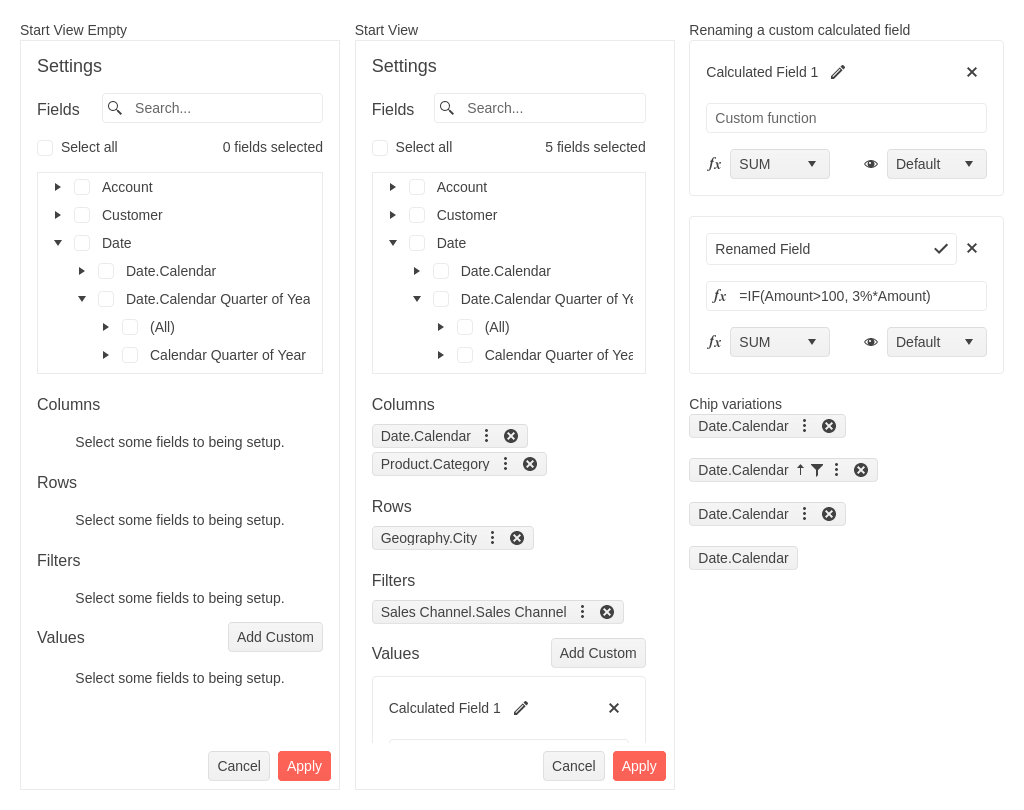 Start View Empty
Settings
Fields
Search...
Select all
0 fields selected
Account
Customer
Date
Date.Calendar
Date.Calendar Quarter of Yea
(All)
Calendar Quarter of Year
Columns
Select some fields to being setup.
Rows
Select some fields to being setup.
Filters
Select some fields to being setup.
Values
Add Custom
Select some fields to being setup.
Cancel
Apply
Start View
Settings
Fields
Search...
Select all
5 fields selected
Account
Customer
Date
Date.Calendar
Date.Calendar Quarter of Ye
(All)
Calendar Quarter of Yea
Columns
Date.Calendar
Product.Category
Rows
Geography.City
Filters
Sales Channel.Sales Channel
Values
Add Custom
Calculated Field 1
Cancel
Apply
Renaming a custom calculated field
Calculated Field 1
Custom function
fx SUM
Default
Renamed Field
fx =IF(Amount>100, 3%*Amount)
fx SUM
Default
Chip variations
Date.Calendar
Date.Calendar
Date.Calendar
Date.Calendar